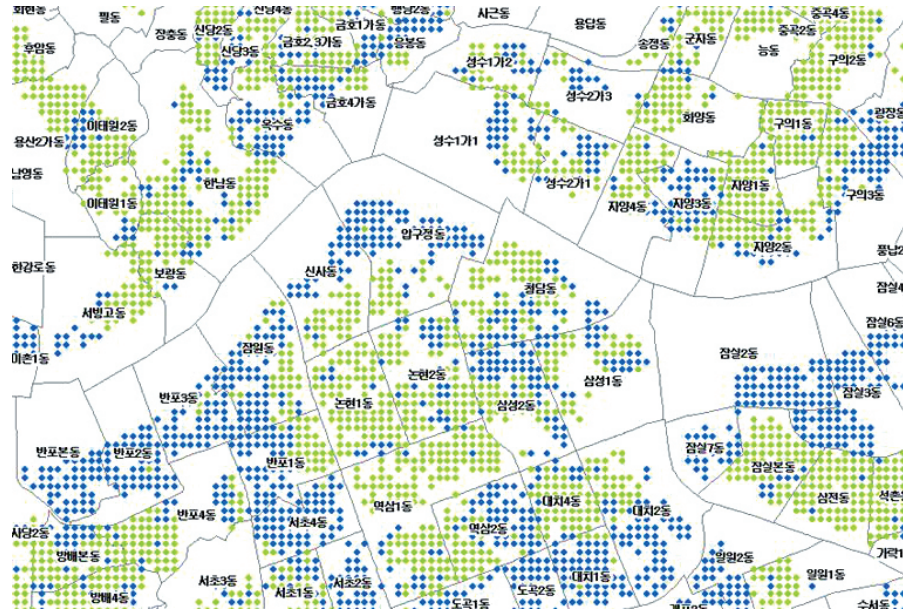 회현동
필동
장충동
신당4동
신당2동
신당3동
금호1가동
금호2,3가동
행당2동
응봉동
사근동
용답동
송정동
군자동
중곡4동
중곡2동
능동
구의2동
후암동
성수1가2
성수2가3
금호4가동
이태원2동
옥수동
화양동
구의1동
광장동
용산2가동
성수1가1
남영동
한남동
성수2가1
자양1동
구의3동
이태원1동
자양4동
자양3동
압구정동
자양2동
풍납2
한강로동
보광동
신사동
청담동
잠실4
서빙고동
잠실6동
이촌1동
잠원동
잠실2동
논현2동
삼성1동
반포3동
논현1동
삼성2동
잠실3동
반포본동
반포2동
반포1동
잠실7동
잠실본동
삼전동
석촌
반포4동
역삼1동
대치4동
대치2동
사당2동
서초4동
역삼2동
방배본동
일원2동
가락1
서초3동
서초2동
대치1동
일원1동
방배4동
서초1동
도곡2동
도곡1동
개포2동
수서동